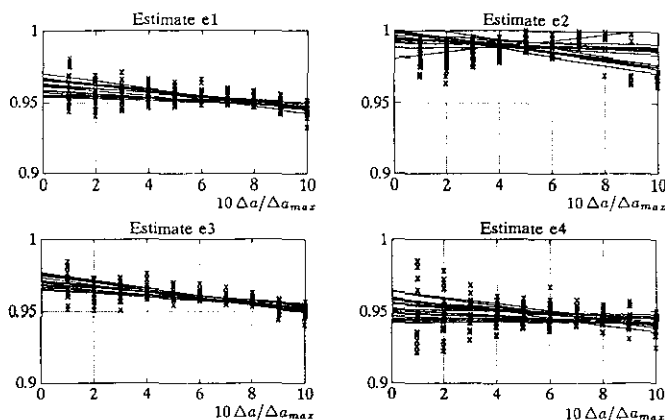 Estimate e1
1
0.95
0.9
0 2 4 6 8 10
10 Δa/Δa_max
Estimate e2
1
0.95
0.9
0 2 4 6 8 10
10 Δa/Δa_max
Estimate e3
1
0.95
0.9
0 2 4 6 8 10
10 Δa/Δa_max
Estimate e4
1
0.95
0.9
0 2 4 6 8 10
10 Δa/Δa_max